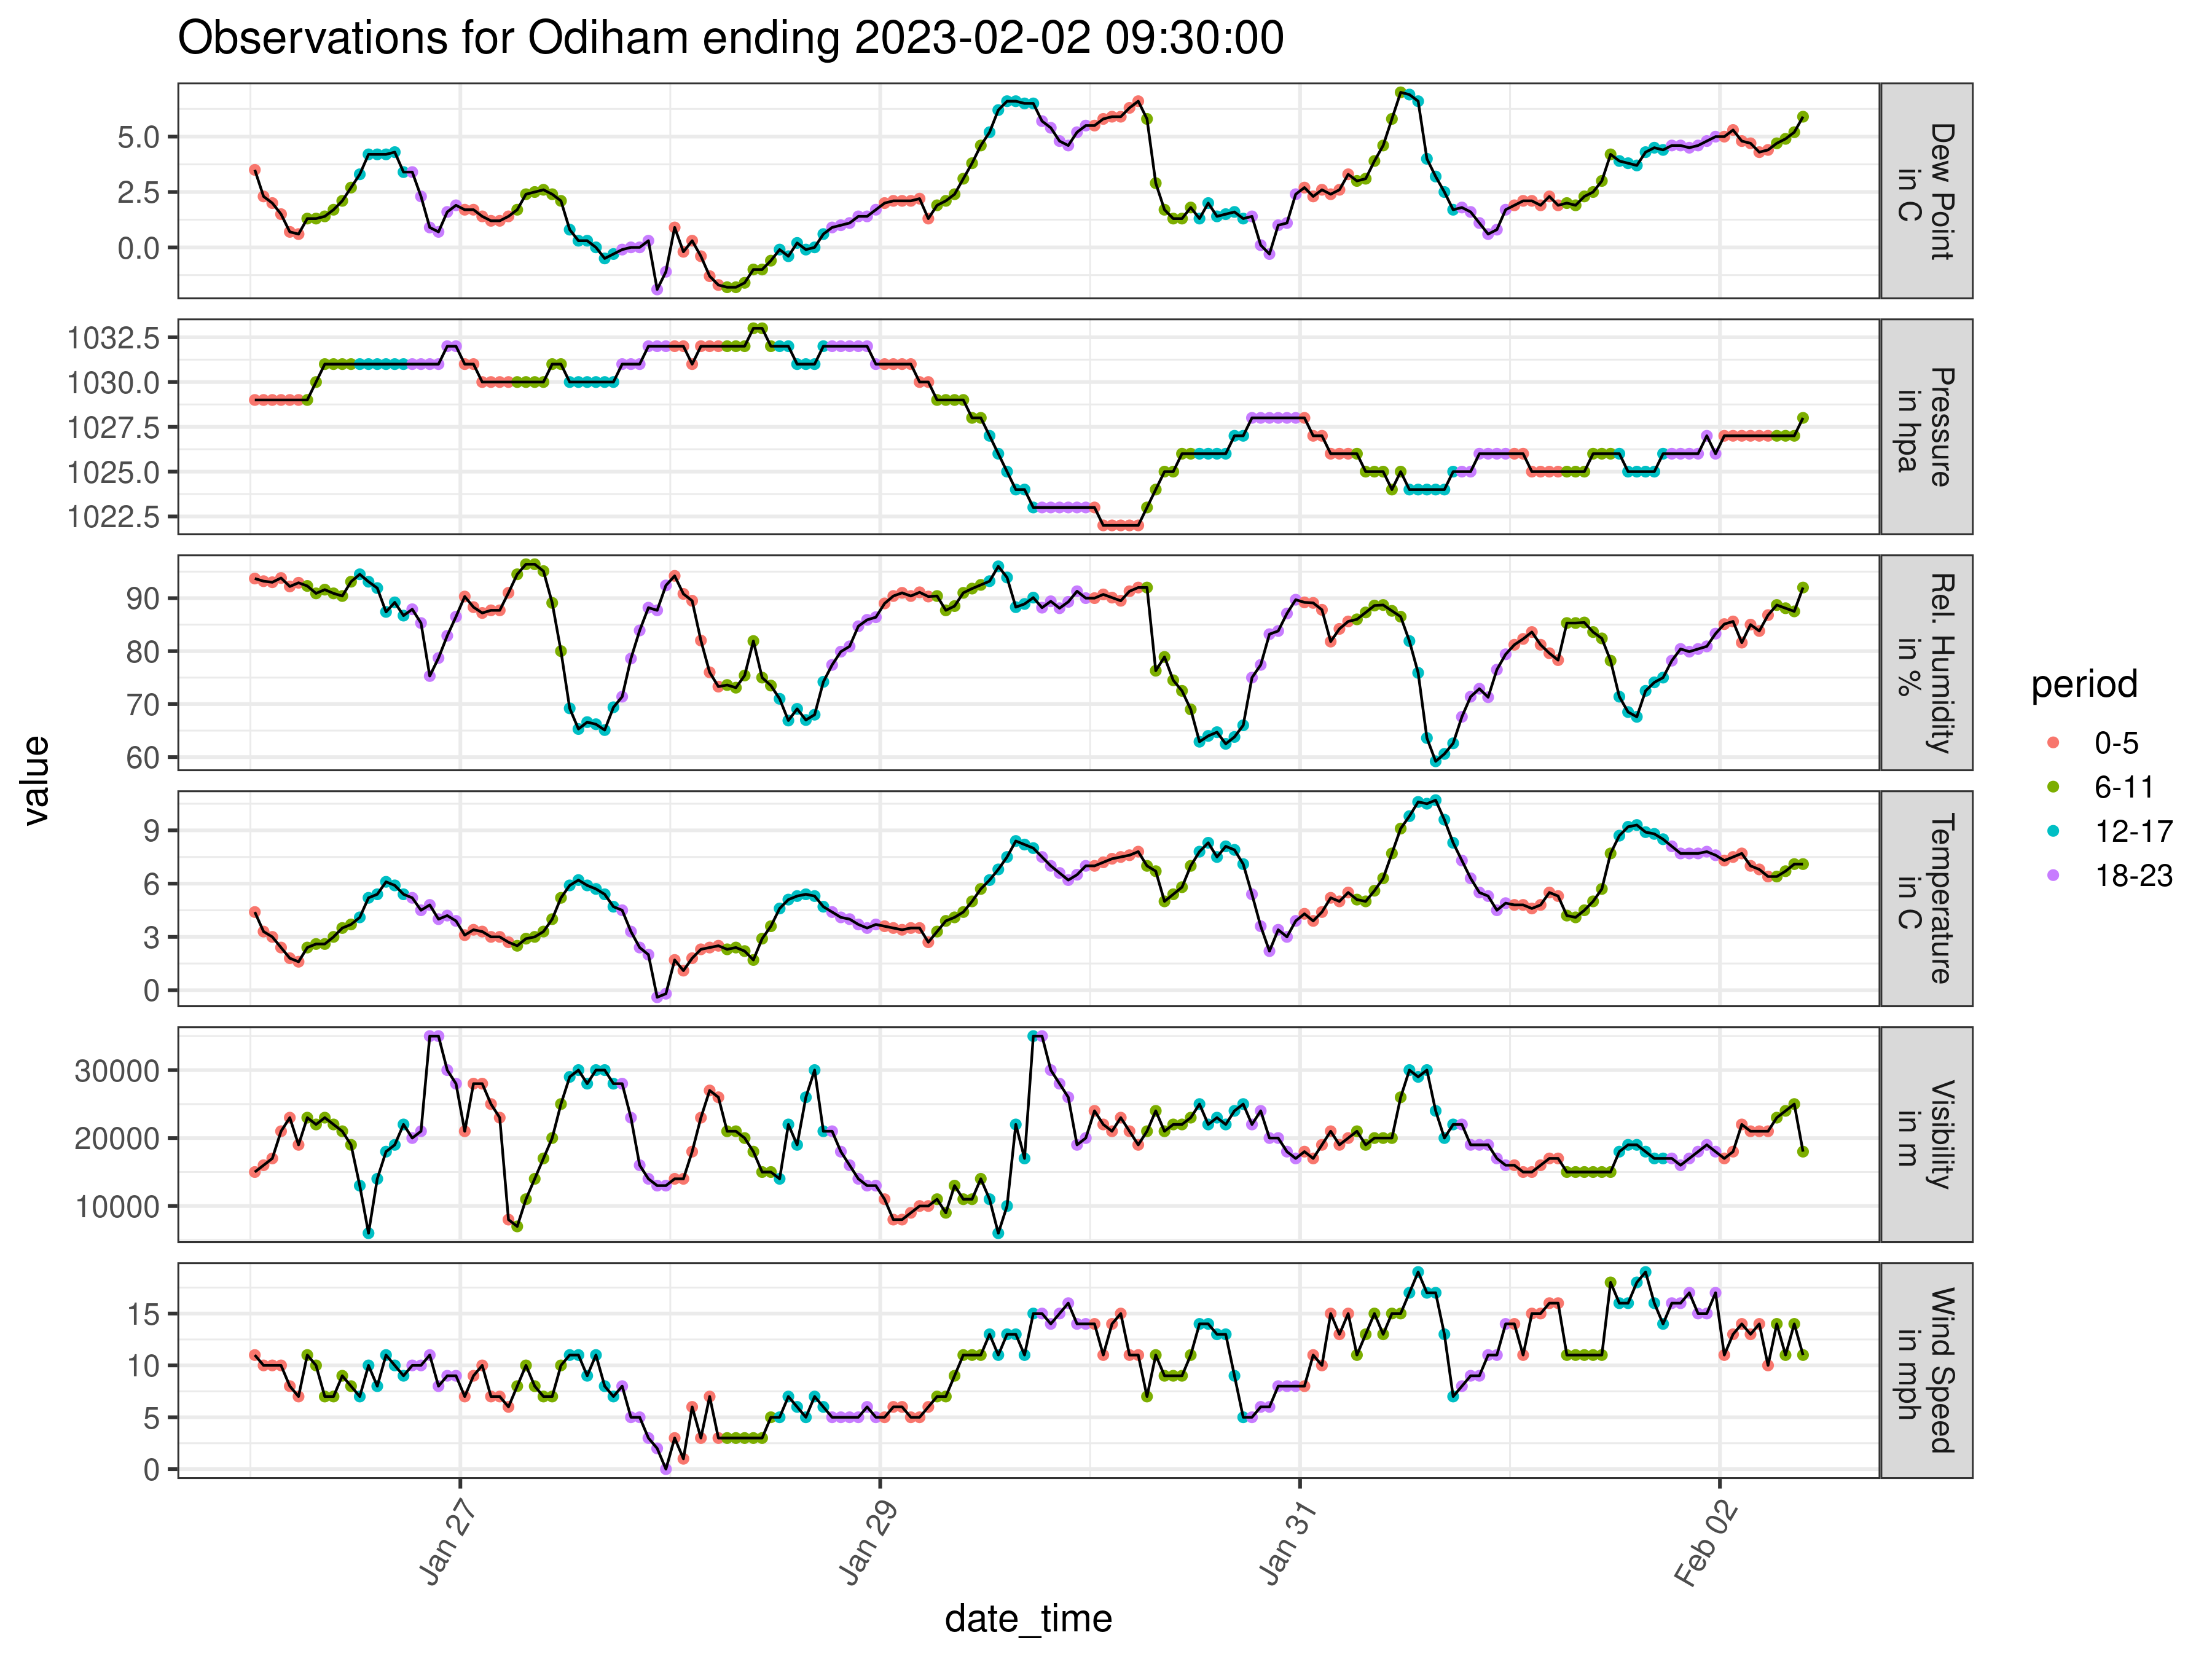 Observations for Odiham ending 2023-02-02 09:30:00
value
5.0
2.5
0.0
Dew Point
in C
1032.5
1030.0
1027.5
1025.0
1022.5
Pressure
in hpa
90
80
70
60
Rel. Humidity
in %
9
6
3
0
Temperature
in C
30000
20000
10000
Visibility
in m
15
10
5
0
Wind Speed
in mph
Jan 27
Jan 29
Jan 31
Feb 02
date_time
period
0-5
6-11
12-17
18-23